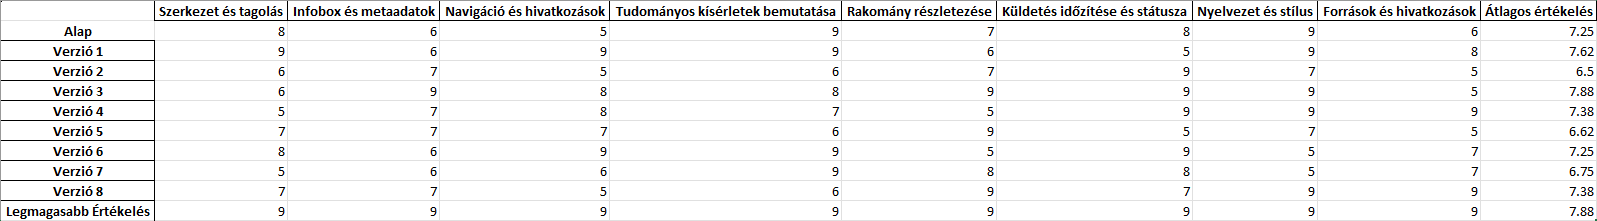 Szerkezet és tagolás Infobox és metaadatok Navigáció és hivatkozások Tudományos kísérletek bemutatása Rakomány részletezése Küldetés időzítése és státusza Nyelvezet és stílus Források és hivatkozások Átlagos értékelés
Alap 8 6 5 9 7 8 9 6 7.25
Verzió 1 9 6 9 9 6 5 9 8 7.62
Verzió 2 6 7 5 6 7 9 7 5 6.5
Verzió 3 6 9 8 8 9 9 9 5 7.88
Verzió 4 5 7 8 7 5 9 9 9 7.38
Verzió 5 7 7 7 6 9 5 7 5 6.62
Verzió 6 8 6 9 9 5 9 5 7 7.25
Verzió 7 5 6 6 9 8 8 5 7 6.75
Verzió 8 7 7 5 6 9 7 9 9 7.38
Legmagasabb Értékelés 9 9 9 9 9 9 9 9 7.88